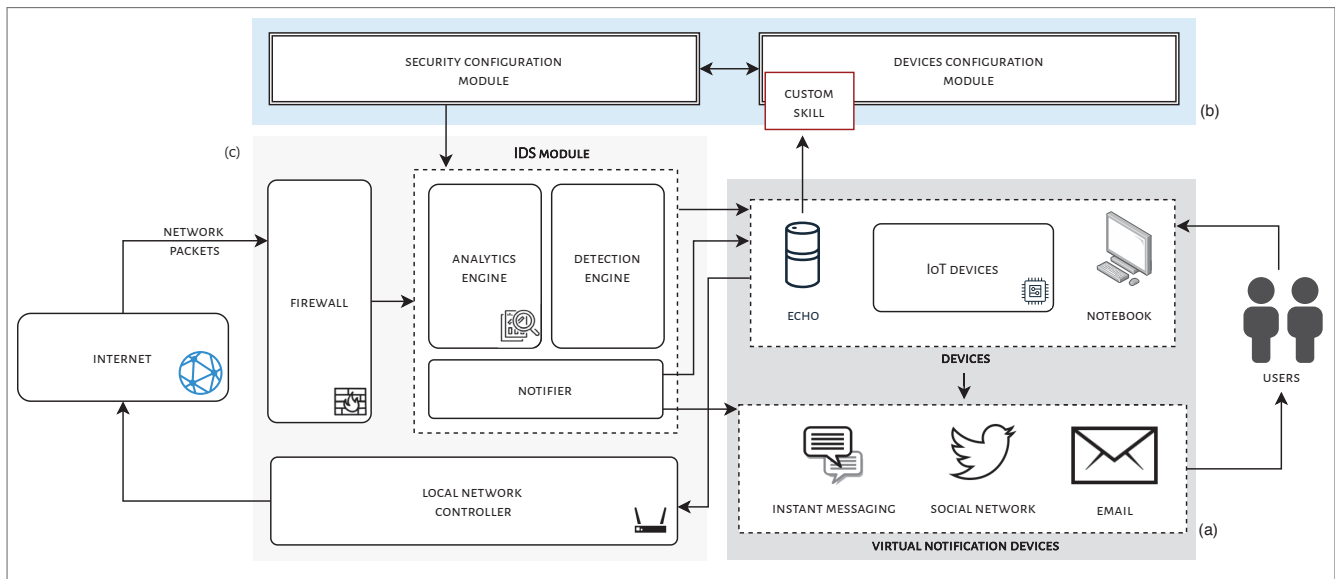 SECURITY CONFIGURATION
MODULE
DEVICES CONFIGURATION
MODULE
CUSTOM
SKILL
(b)
(c)
IDS MODULE
NETWORK
PACKETS
FIREWALL
ANALYTICS
ENGINE
DETECTION
ENGINE
NOTIFIER
INTERNET
LOCAL NETWORK
CONTROLLER
ECHO
IoT DEVICES
NOTEBOOK
DEVICES
USERS
INSTANT MESSAGING
SOCIAL NETWORK
EMAIL
(a)
VIRTUAL NOTIFICATION DEVICES